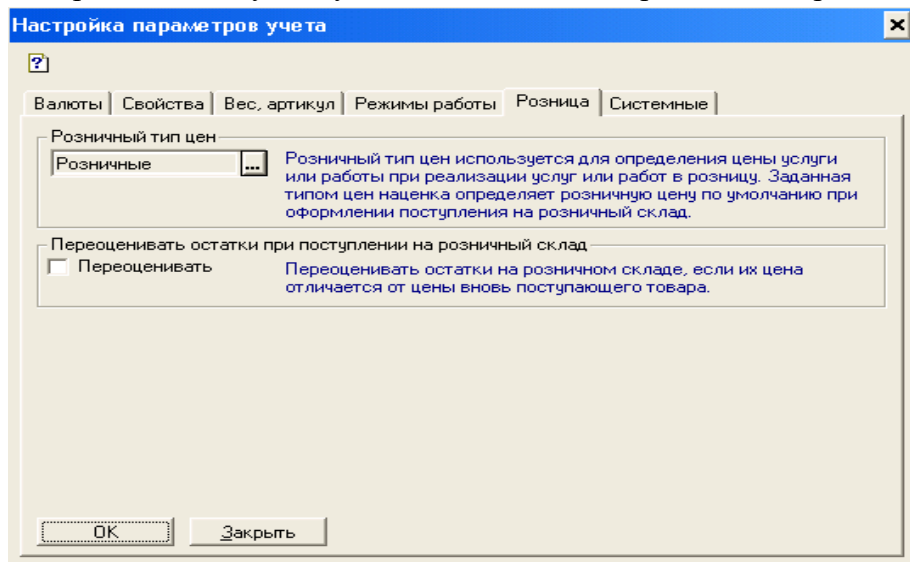 Настройка параметров учета
Валюты Свойства Вес, артикул Режимы работы Розница Системные
Розничный тип цен
Розничные ...
Розничный тип цен используется для определения цены услуги
или работы при реализации услуг или работ в розницу. Заданная
типом цен наценка определяет розничную цену по умолчанию при
оформлении поступления на розничный склад.
Переоценивать остатки при поступлении на розничный склад
Переоценивать
Переоценивать остатки на розничном складе, если их цена
отличается от цены вновь поступающего товара.
OK Закрыть